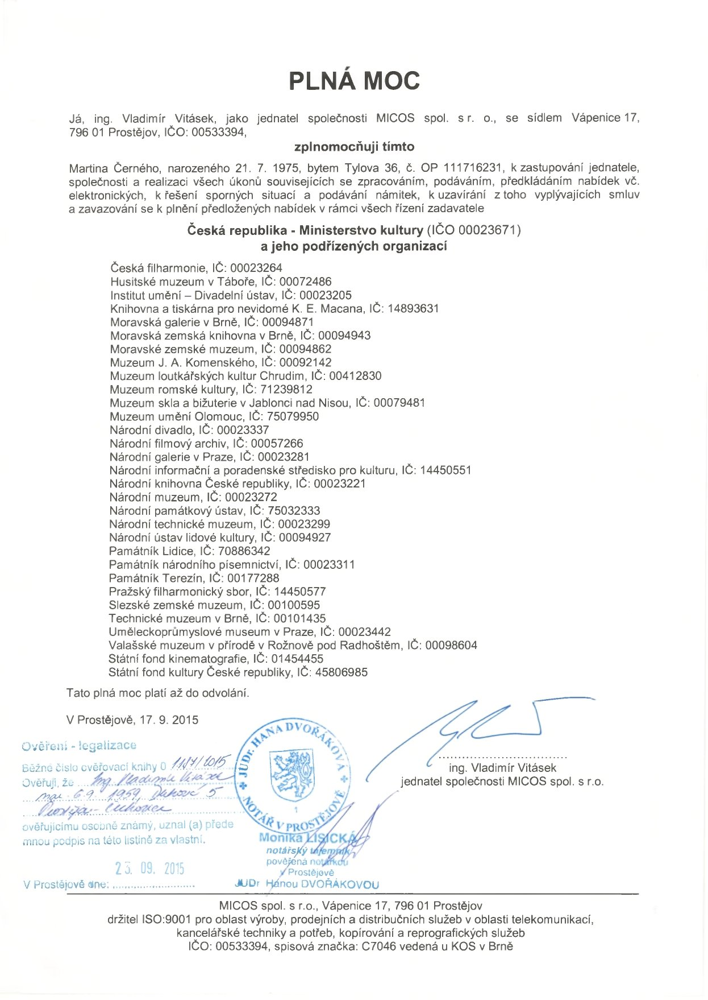 PLNÁ MOC
Já, ing. Vladimír Vitásek, jako jednatel společnosti MICOS spol. s r. o., se sídlem Vápenice 17,
796 01 Prostějov, IČO: 00533394,
zplnomocňuji tímto
Martina Černého, narozeného 21. 7. 1975, bytem Tylova 36, č. OP 111716231, k zastupování jednatele,
společnosti a realizaci všech úkonů souvisejících se zpracováním, podáváním, předkládáním nabídek vč.
elektronických, k řešení sporných situací a podávání námitek, k uzavírání z toho vyplývajících smluv
a zavazování se k plnění předložených nabídek v rámci všech řízení zadavatele
Česká republika - Ministerstvo kultury (IČO 00023671)
a jeho podřízených organizací
Česká filharmonie, IČ: 00023264
Husitské muzeum v Táboře, IČ: 00072486
Institut umění – Divadelní ústav, IČ: 00023205
Knihovna a tiskárna pro nevidomé K. E. Macana, IČ: 14893631
Moravská galerie v Brně, IČ: 00094871
Moravská zemská knihovna v Brně, IČ: 00094943
Moravské zemské muzeum, IČ: 00094862
Muzeum J. A. Komenského, IČ: 00092142
Muzeum loutkářských kultur Chrudim, IČ: 00412830
Muzeum romské kultury, IČ: 71239812
Muzeum skla a bižuterie v Jablonci nad Nisou, IČ: 00079481
Muzeum umění Olomouc, IČ: 75079950
Národní divadlo, IČ: 00023337
Národní filmový archiv, IČ: 00057266
Národní galerie v Praze, IČ: 00023281
Národní informační a poradenské středisko pro kulturu, IČ: 14450551
Národní knihovna České republiky, IČ: 00023221
Národní muzeum, IČ: 00023272
Národní památkový ústav, IČ: 75032333
Národní technické muzeum, IČ: 00023299
Národní ústav lidové kultury, IČ: 00094927
Památník Lidice, IČ: 70886342
Památník národního písemnictví, IČ: 00023311
Památník Terezín, IČ: 00177288
Pražský filharmonický sbor, IČ: 14450577
Slezské zemské muzeum, IČ: 00100595
Technické muzeum v Brně, IČ: 00101435
Uměleckoprůmyslové museum v Praze, IČ: 00023442
Valašské muzeum v přírodě v Rožnově pod Radhoštěm, IČ: 00098604
Státní fond kinematografie, IČ: 01454455
Státní fond kultury České republiky, IČ: 45806985
Tato plná moc platí až do odvolání.
V Prostějově, 17. 9. 2015
ing. Vladimír Vitásek
jednatel společnosti MICOS spol. s r.o.
Ověření - legalizace
Běžné číslo ověřovací knihy O 1187/2015
Ověřuji, že Ing. Vladimír Vitásek
nar. 6.9. 1959, 5
ověřujícímu osobně známý, uznal (a) přede
mnou podpis na této listině za vlastní.
23. 09. 2015
V Prostějově dne:
JUDr. HANA DVOŘÁKOVÁ
NOTÁŘ V PROSTĚJOVĚ
1
Monika LISICKÁ
notářský tajemník
pověřená notářkou
v Prostějově
JUDr Hanou DVOŘÁKOVOU
MICOS spol. s r.o., Vápenice 17, 796 01 Prostějov
držitel ISO:9001 pro oblast výroby, prodejních a distribučních služeb v oblasti telekomunikací,
kancelářské techniky a potřeb, kopírování a reprografických služeb
IČO: 00533394, spisová značka: C7046 vedená u KOS v Brně